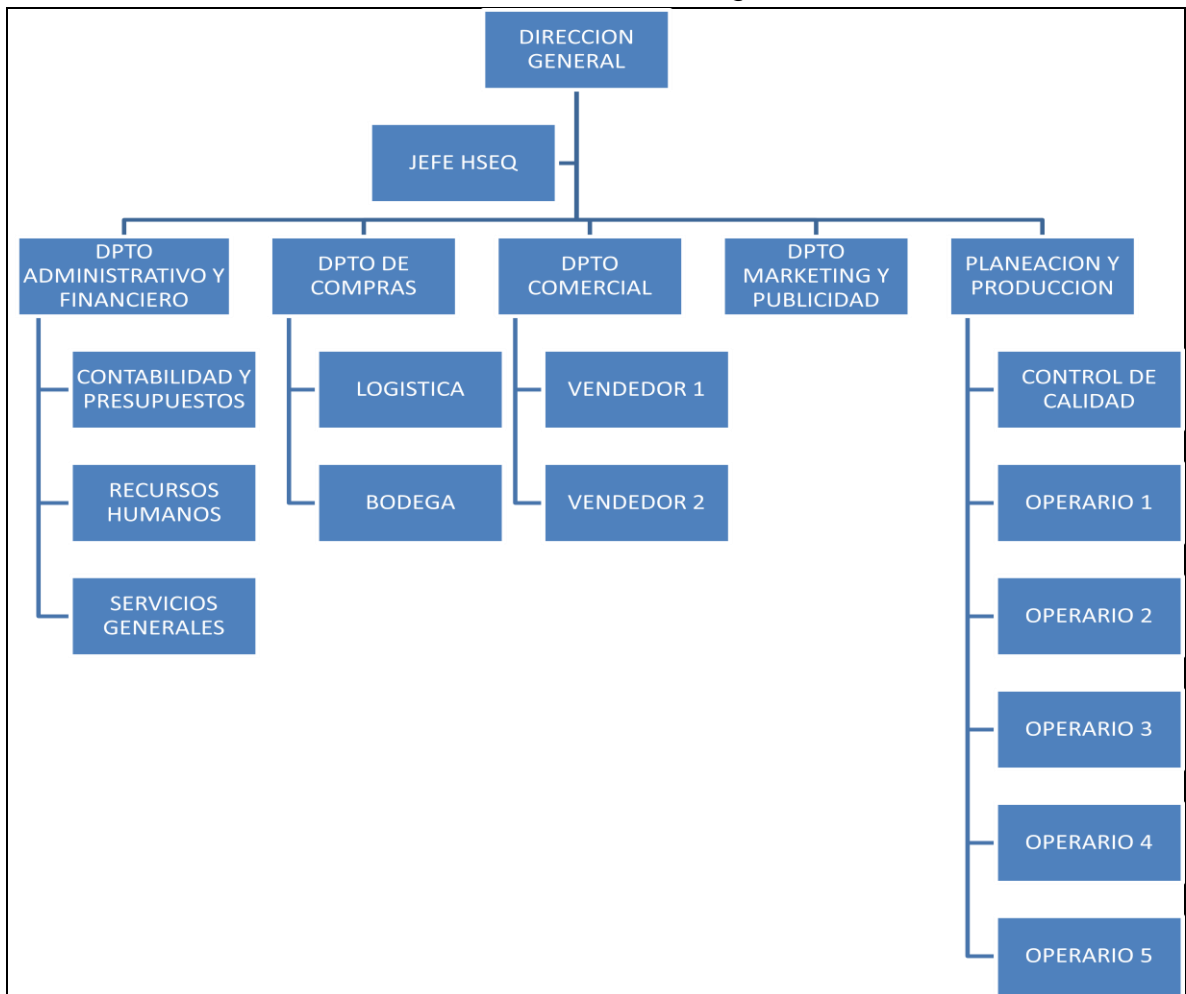 DIRECCION
GENERAL
JEFE HSEQ
DPTO
ADMINISTRATIVO Y
FINANCIERO
DPTO DE
COMPRAS
DPTO
COMERCIAL
DPTO
MARKETING Y
PUBLICIDAD
PLANEACION Y
PRODUCCION
CONTABILIDAD Y
PRESUPUESTOS
RECURSOS
HUMANOS
SERVICIOS
GENERALES
LOGISTICA
BODEGA
VENDEDOR 1
VENDEDOR 2
CONTROL DE
CALIDAD
OPERARIO 1
OPERARIO 2
OPERARIO 3
OPERARIO 4
OPERARIO 5